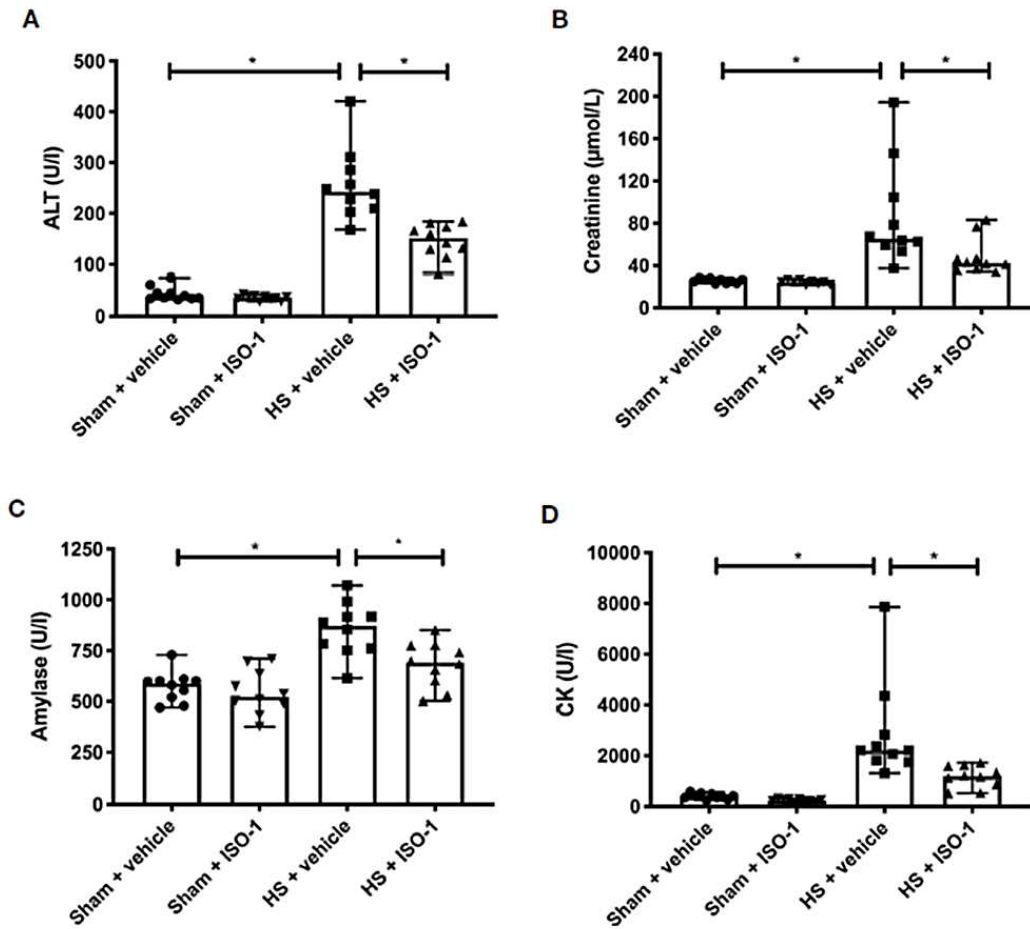 A
ALT (U/l)
500
400
300
200
100
0
*
*
Sham + vehicle
Sham + ISO-1
HS + vehicle
HS + ISO-1
B
Creatinine (µmol/L)
240
200
160
120
80
40
0
*
*
Sham + vehicle
Sham + ISO-1
HS + vehicle
HS + ISO-1
C
Amylase (U/l)
1250
1000
750
500
250
0
*
*
Sham + vehicle
Sham + ISO-1
HS + vehicle
HS + ISO-1
D
CK (U/l)
10000
8000
6000
4000
2000
0
*
*
Sham + vehicle
Sham + ISO-1
HS + vehicle
HS + ISO-1